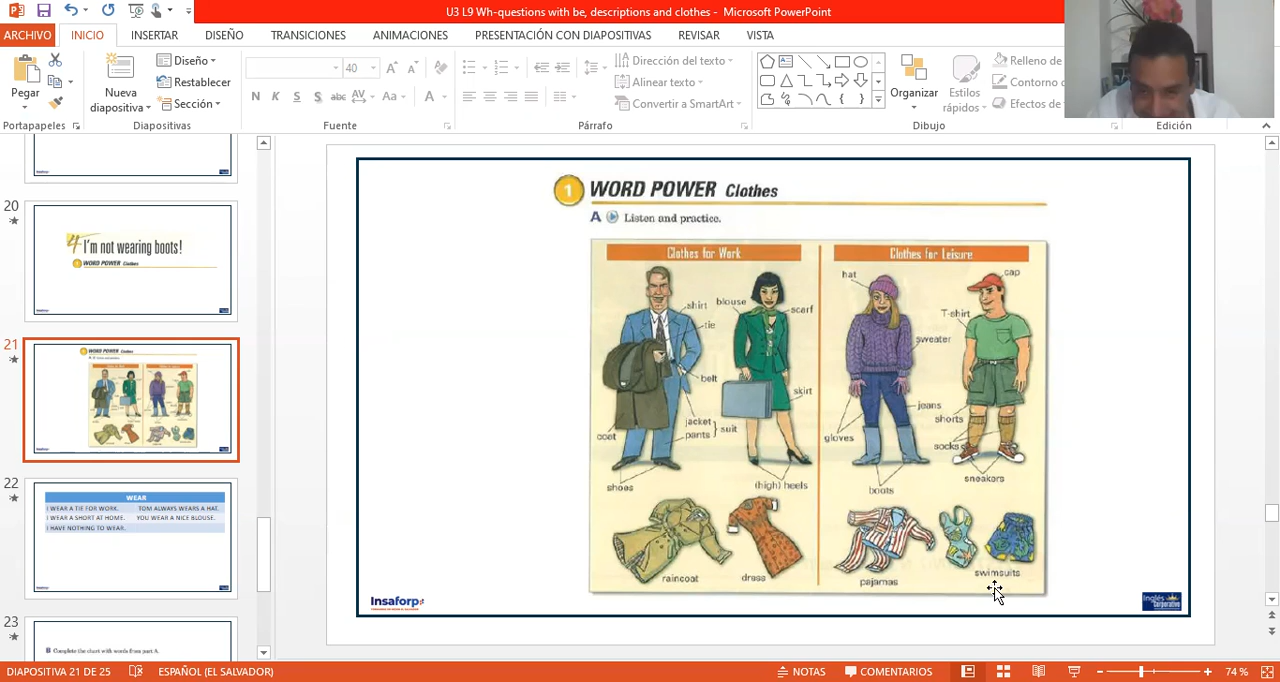 U3 L9 Wh-questions with be, descriptions and clothes - Microsoft PowerPoint
ARCHIVO INICIO INSERTAR DISEÑO TRANSICIONES ANIMACIONES PRESENTACIÓN CON DIAPOSITIVAS REVISAR VISTA
Pegar
Nueva
diapositiva
Diseño
Restablecer
Sección
40
N K S S abc AV Aa A
Dirección del texto
Alinear texto
Convertir a SmartArt
Organizar
Estilos
rápidos
Relleno de
Contorno
Efectos de
Portapapeles Diapositivas Fuente Párrafo Dibujo Edición
20
4 I'm not wearing boots!
WORD POWER Clothes
21
WORD POWER Clothes
22
WEAR
I WEAR A TIE FOR WORK. TOM ALWAYS WEARS A HAT.
I WEAR A SHORT AT HOME. YOU WEAR A NICE BLOUSE.
I HAVE NOTHING TO WEAR.
23
B Complete the chart with words from part A.
1 WORD POWER Clothes
A Listen and practice.
Clothes for Work
Clothes for Leisure
shirt
blouse
scarf
tie
belt
skirt
coat
jacket
pants
suit
shoes
(high) heels
raincoat
dress
hat
cap
T-shirt
sweater
jeans
shorts
gloves
socks
boots
sneakers
pajamas
swimsuits
Insaforp
Inglés
corporativo
DIAPOSITIVA 21 DE 25 ESPAÑOL (EL SALVADOR) NOTAS COMENTARIOS 74 %